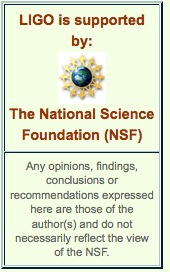 LIGO is supported
by:
The National Science
Foundation (NSF)
Any opinions, findings,
conclusions or
recommendations expressed
here are those of the
author(s) and do not
necessarily reflect the view
of the NSF.